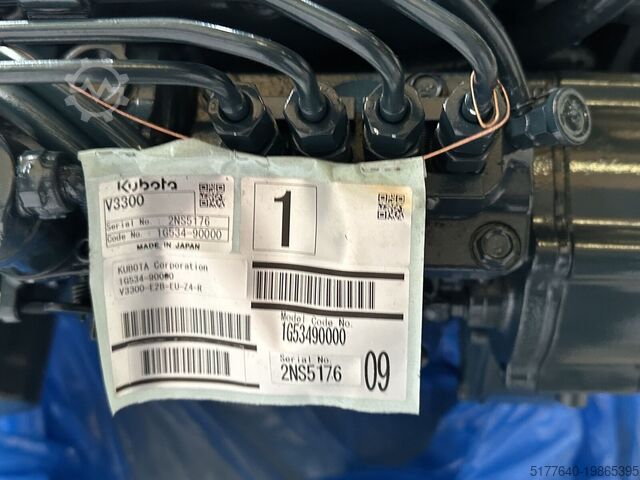 Kubota
V3300
Serial No. : 2NS5176
Code No. : 1G534-90000
MADE IN JAPAN
1
KUBOTA Corporation
1G534-90000
V3300-E2B-EU-Z4-R
Model Code No.
1G53490000
Serial No.
2NS5176
09
5177640-19865395